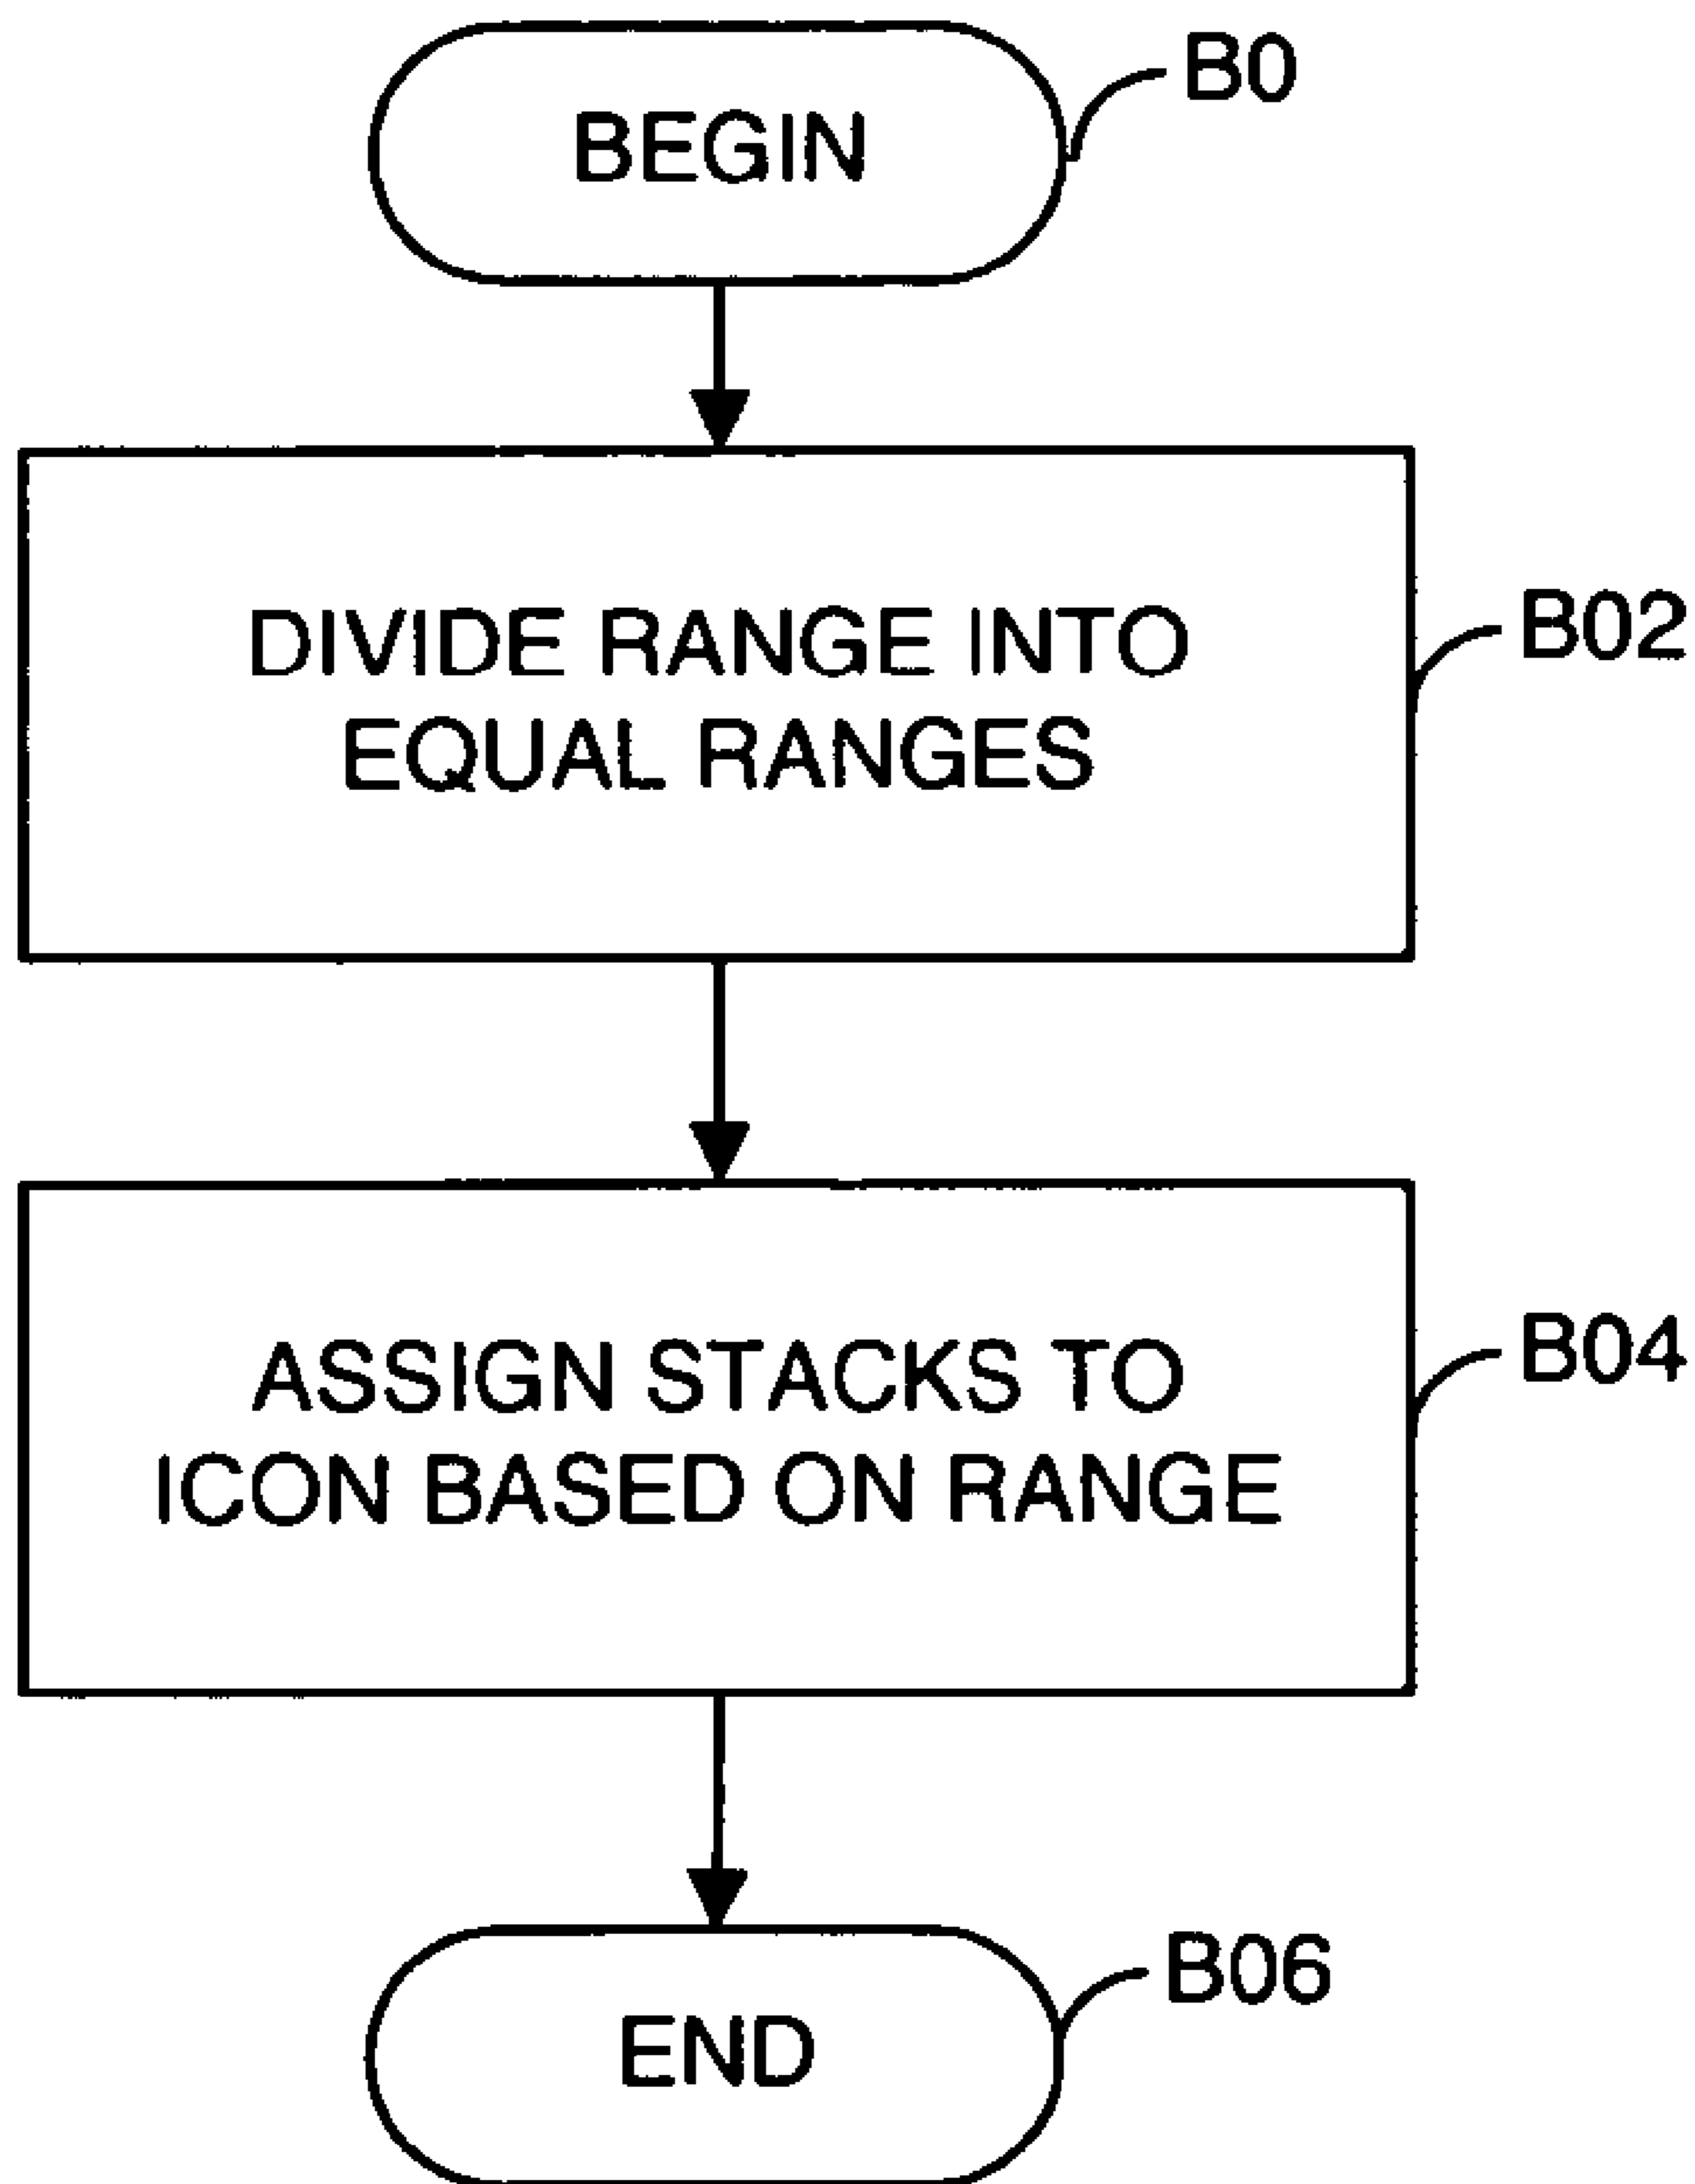 BEGIN
B0
DIVIDE RANGE INTO
EQUAL RANGES
B02
ASSIGN STACKS TO
ICON BASED ON RANGE
B04
END
B06